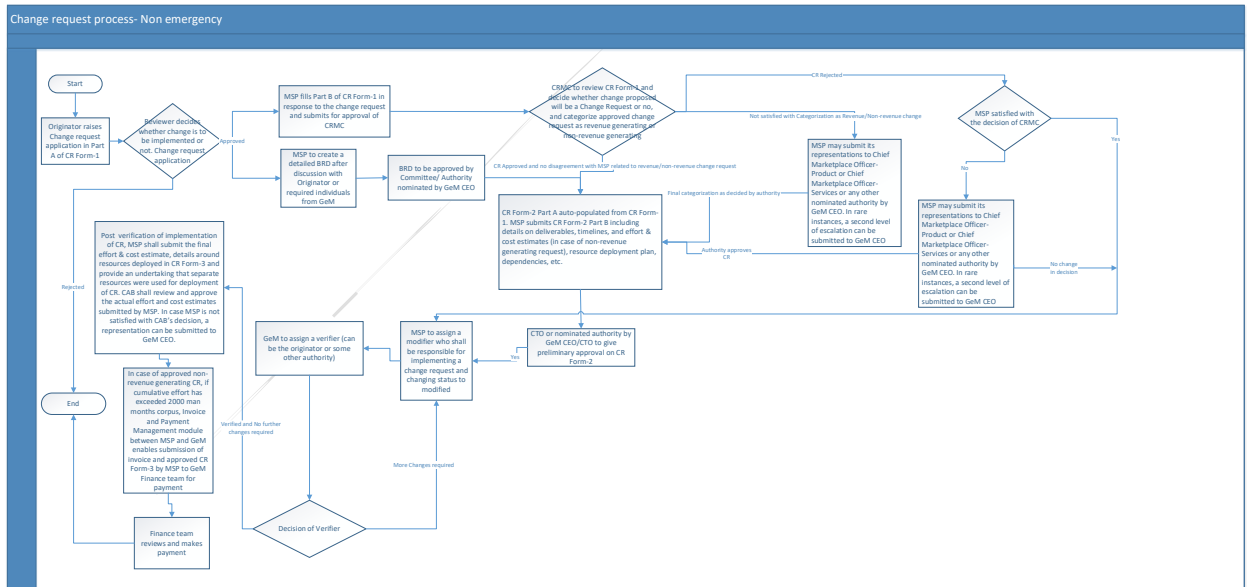 Change request process- Non emergency
Start
Originator raises
Change request
application in Part
A of CR Form-1
Reviewer decides
whether change is to
be implemented or
not. Change request
application
Approved
Rejected
MSP fills Part B of CR Form-1 in
response to the change request
and submits for approval of
CRMC
MSP to create a
detailed BRD after
discussion with
Originator or
required individuals
from GeM
BRD to be approved by
Committee/ Authority
nominated by GeM CEO
CRMC to review CR Form-1 and
decide whether change proposed
will be a Change Request or no,
and categorize approved change
request as revenue generating or
non-revenue generating
CR Rejected
Not satisfied with Categorization as Revenue/Non-revenue change
CR Approved and no disagreement with MSP related to revenue/non-revenue change request
MSP satisfied with
the decision of CRMC
Yes
No
MSP may submit its
representations to Chief
Marketplace Officer-
Product or Chief
Marketplace Officer-
Services or any other
nominated authority by
GeM CEO. In rare
instances, a second level
of escalation can be
submitted to GeM CEO
Final categorization as decided by authority
MSP may submit its
representations to Chief
Marketplace Officer-
Product or Chief
Marketplace Officer-
Services or any other
nominated authority by
GeM CEO. In rare
instances, a second level of
escalation can be
submitted to GeM CEO
Authority approves
CR
No change
in decision
CR Form-2 Part A auto-populated from CR Form-
1. MSP submits CR Form-2 Part B including
details on deliverables, timelines, and effort &
cost estimates (in case of non-revenue
generating request), resource deployment plan,
dependencies, etc.
CTO or nominated authority by
GeM CEO/CTO to give
preliminary approval on CR
Form-2
Yes
MSP to assign a
modifier who shall
be responsible for
implementing a
change request and
changing status to
modified
GeM to assign a verifier (can
be the originator or some
other authority)
Decision of Verifier
More Changes required
Verified and No further
changes required
Post verification of implementation
of CR, MSP shall submit the final
effort & cost estimate, details around
resources deployed in CR Form-3 and
provide an undertaking that separate
resources were used for deployment
of CR. CAB shall review and approve
the actual effort and cost estimates
submitted by MSP. In case MSP is not
satisfied with CAB's decision, a
representation can be submitted to
GeM CEO.
In case of approved non-
revenue generating CR, if
cumulative effort has
exceeded 2000 man
months corpus, Invoice
and Payment
Management module
between MSP and GeM
enables submission of
invoice and approved CR
Form-3 by MSP to GeM
Finance team for
payment
Finance team
reviews and makes
payment
End